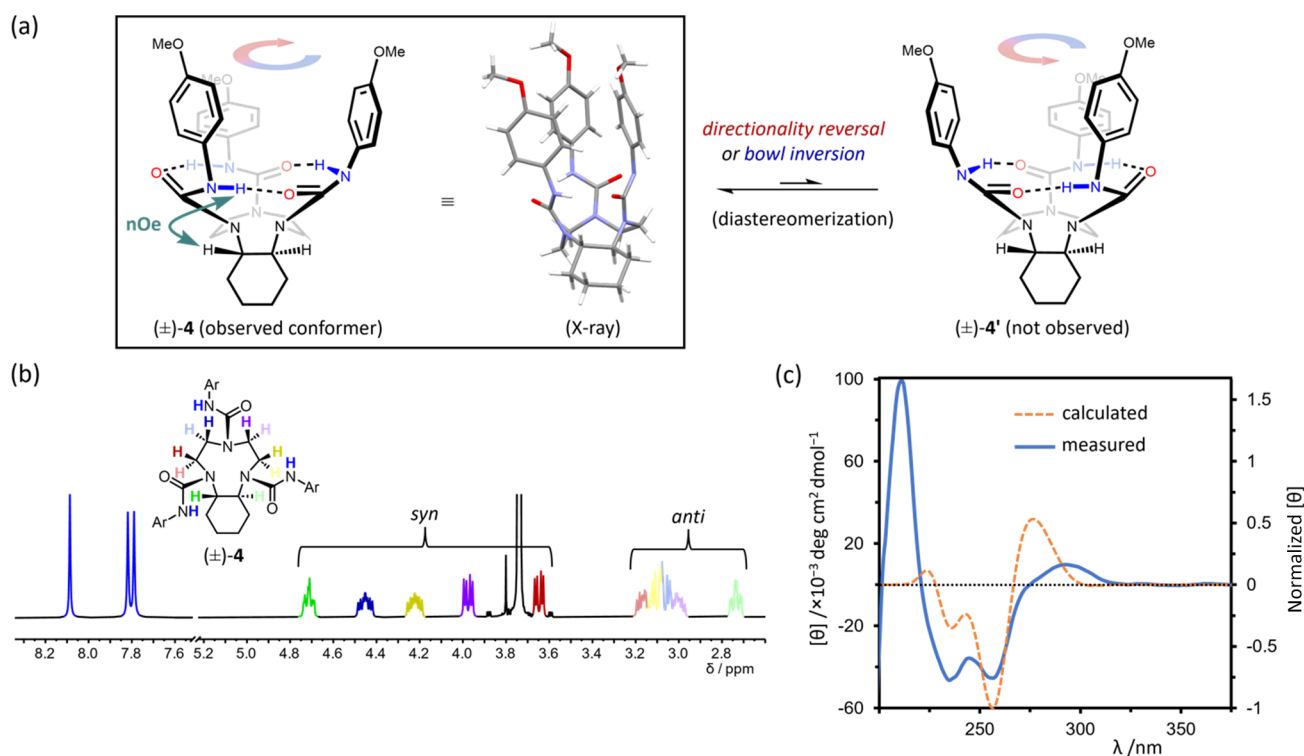 (a)
MeO
MeO
OMe
O
H
N
O
H
N
N
H
O
N
nOe
N
N
H
H
(±)-4 (observed conformer)
≡
(X-ray)
directionality reversal
or bowl inversion
(diastereomerization)
MeO
OMe
N
H
O
N
H
O
O
H
N
N
N
N
H
H
(±)-4' (not observed)
(b)
Ar
HN
O
H
H
H
H
N
H
H
H
H
O
N
N
H
HN
Ar
H
H
O
Ar
NH
(±)-4
syn
anti
8.2 8.0 7.8 7.6 5.2 5.0 4.8 4.6 4.4 4.2 4.0 3.8 3.6 3.4 3.2 3.0 2.8
δ / ppm
(c)
[θ] / ×10⁻³ deg cm² dmol⁻¹
100
60
20
-20
-60
calculated
measured
250 300 350
λ /nm
1.5
1
0.5
0
-0.5
-1
Normalized [θ]